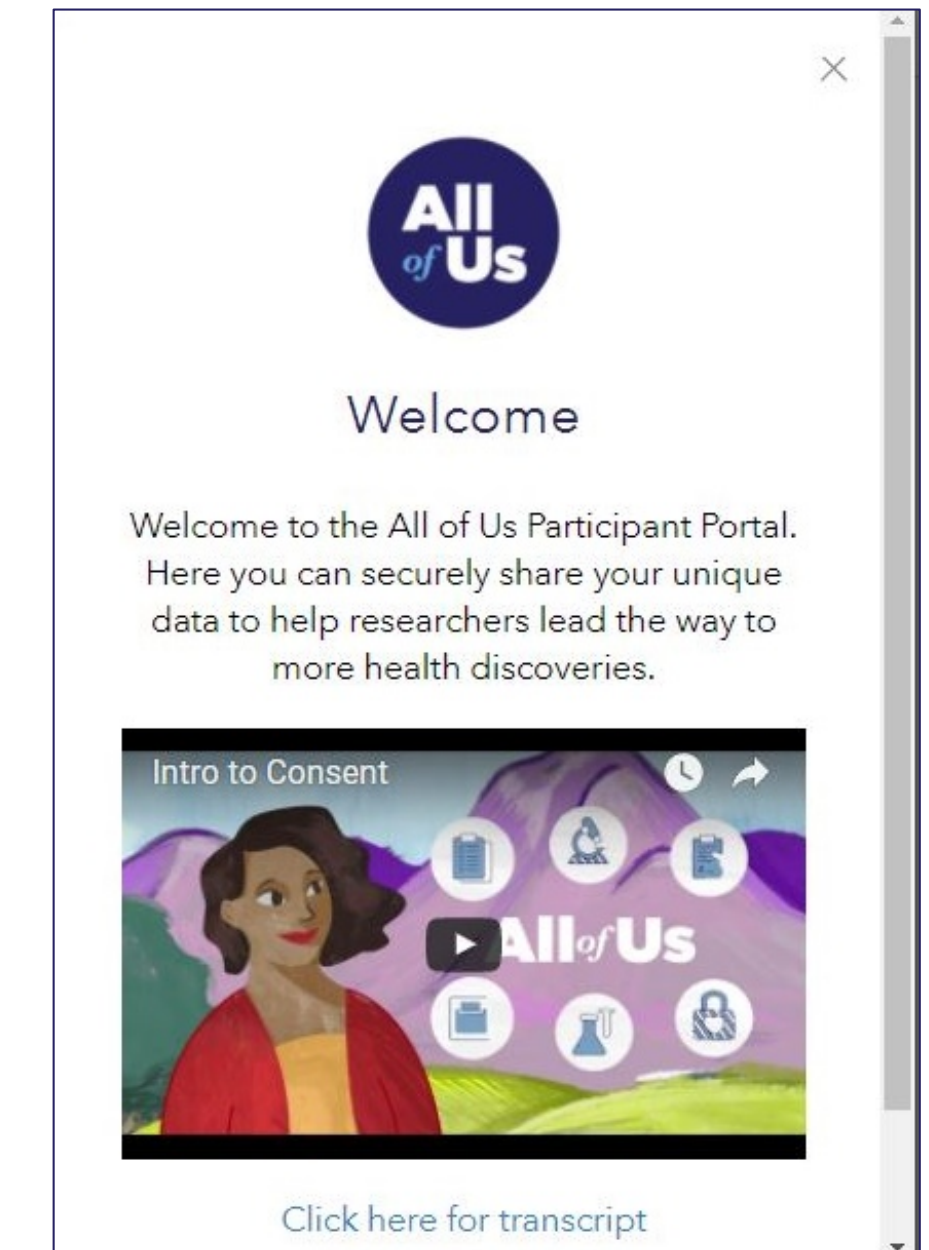 All
of Us
Welcome
Welcome to the All of Us Participant Portal.
Here you can securely share your unique
data to help researchers lead the way to
more health discoveries.
Intro to Consent
All of Us
Click here for transcript